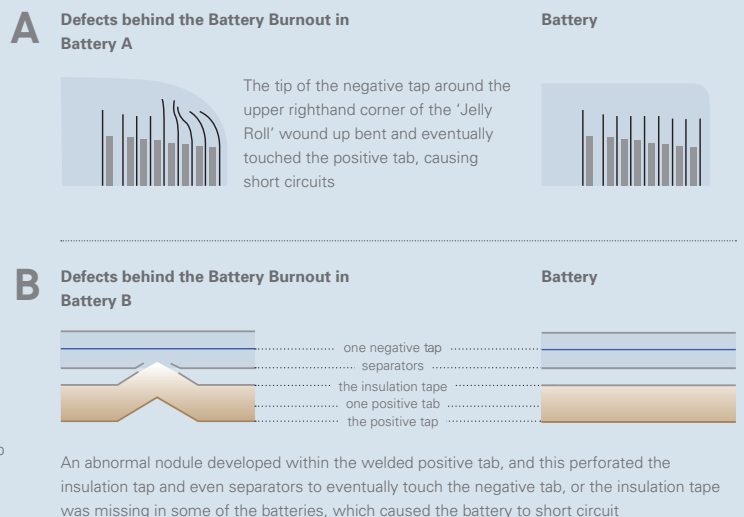 A
Defects behind the Battery Burnout in
Battery A
Battery
The tip of the negative tap around the
upper righthand corner of the ‘Jelly
Roll’ wound up bent and eventually
touched the positive tab, causing
short circuits
B
Defects behind the Battery Burnout in
Battery B
Battery
one negative tap
separators
the insulation tape
one positive tab
the positive tap
An abnormal nodule developed within the welded positive tab, and this perforated the
insulation tap and even separators to eventually touch the negative tab, or the insulation tape
was missing in some of the batteries, which caused the battery to short circuit